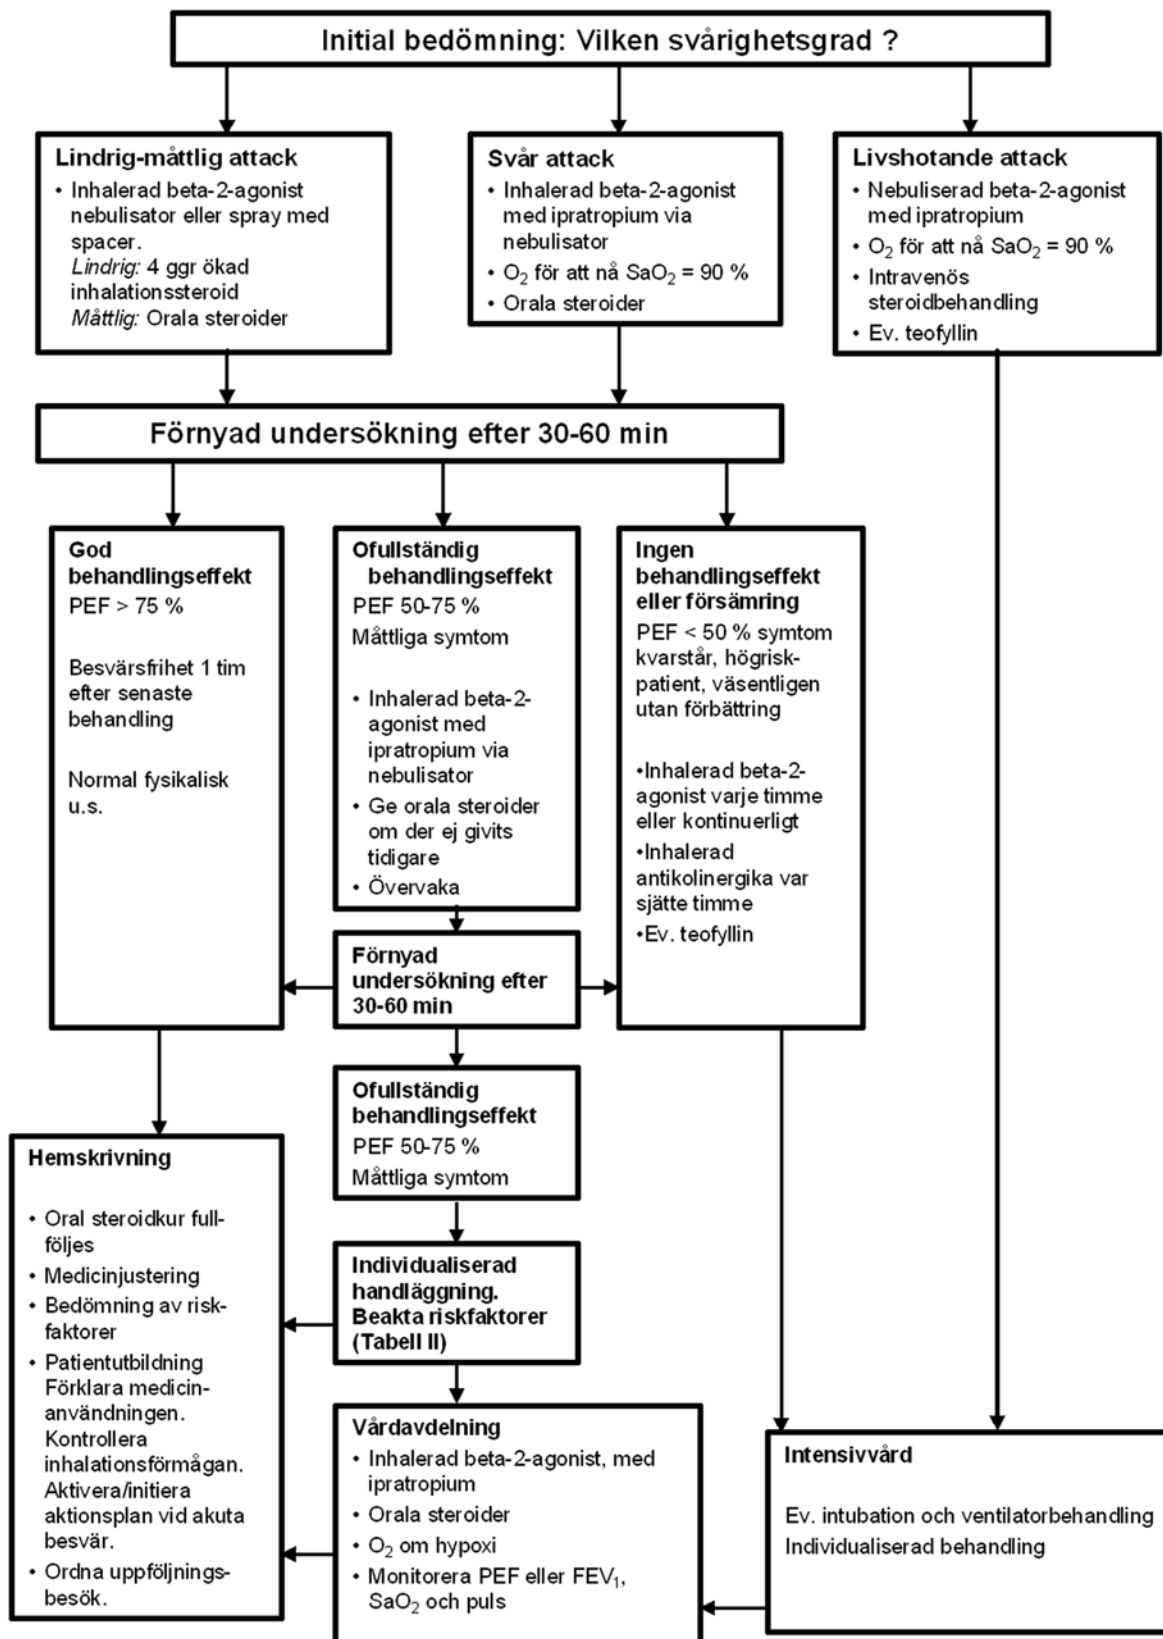 Initial bedömning: Vilken svårighetsgrad ?
Lindrig-måttlig attack
• Inhalerad beta-2-agonist
nebulisator eller spray med
spacer.
Lindrig: 4 ggr ökad
inhalationssteroid
Måttlig: Orala steroider
Svår attack
• Inhalerad beta-2-agonist
med ipratropium via
nebulisator
• O₂ för att nå SaO₂ = 90 %
• Orala steroider
Livshotande attack
• Nebuliserad beta-2-agonist
med ipratropium
• O₂ för att nå SaO₂ = 90 %
• Intravenös
steroidbehandling
• Ev. teofyllin
Förnyad undersökning efter 30-60 min
God
behandlingseffekt
PEF > 75 %
Besvärsfrihet 1 tim
efter senaste
behandling
Normal fysikalisk
u.s.
Ofullständig
behandlingseffekt
PEF 50-75 %
Måttliga symtom
• Inhalerad beta-2-
agonist med
ipratropium via
nebulisator
• Ge orala steroider
om der ej givits
tidigare
• Övervaka
Ingen
behandlingseffekt
eller försämring
PEF < 50 % symtom
kvarstår, högrisk-
patient, väsentligen
utan förbättring
•Inhalerad beta-2-
agonist varje timme
eller kontinuerligt
•Inhalerad
antikolinergika var
sjätte timme
•Ev. teofyllin
Förnyad
undersökning efter
30-60 min
Ofullständig
behandlingseffekt
PEF 50-75 %
Måttliga symtom
Hemskrivning
• Oral steroidkur full-
följes
• Medicinjustering
• Bedömning av risk-
faktorer
• Patientutbildning
Förklara medicin-
användningen.
Kontrollera
inhalationsförmågan.
Aktivera/initiera
aktionsplan vid akuta
besvär.
• Ordna uppföljnings-
besök.
Individualiserad
handläggning.
Beakta riskfaktorer
(Tabell II)
Vårdavdelning
• Inhalerad beta-2-agonist, med
ipratropium
• Orala steroider
• O₂ om hypoxi
• Monitorera PEF eller FEV₁,
SaO₂ och puls
Intensivvård
Ev. intubation och ventilatorbehandling
Individualiserad behandling